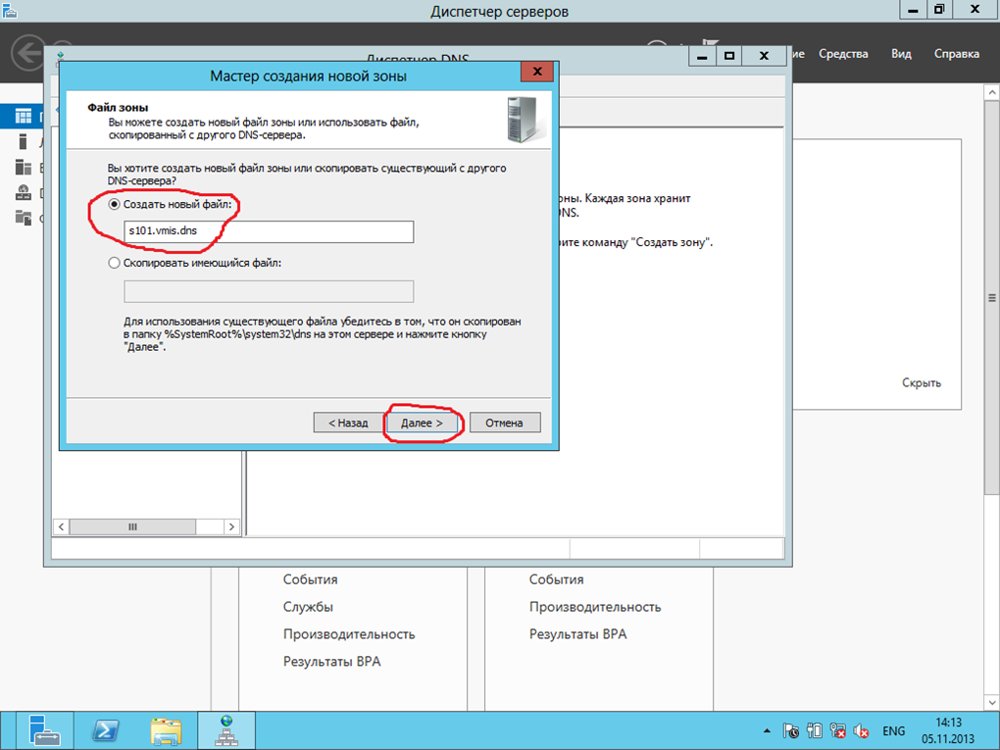 Диспетчер серверов
Средства
Вид
Справка
Диспетчер DNS
Мастер создания новой зоны
Файл зоны
Вы можете создать новый файл зоны или использовать файл,
скопированный с другого DNS-сервера.
Вы хотите создать новый файл зоны или скопировать существующий с другого
DNS-сервера?
Создать новый файл:
s101.vmis.dns
Скопировать имеющийся файл:
Для использования существующего файла убедитесь в том, что он скопирован
в папку %SystemRoot%\system32\dns на этом сервере и нажмите кнопку
"Далее".
< Назад
Далее >
Отмена
Каждая зона хранит
команду "Создать зону".
Скрыть
События
Службы
Производительность
Результаты BPA
События
Производительность
Результаты BPA
ENG
14:13
05.11.2013